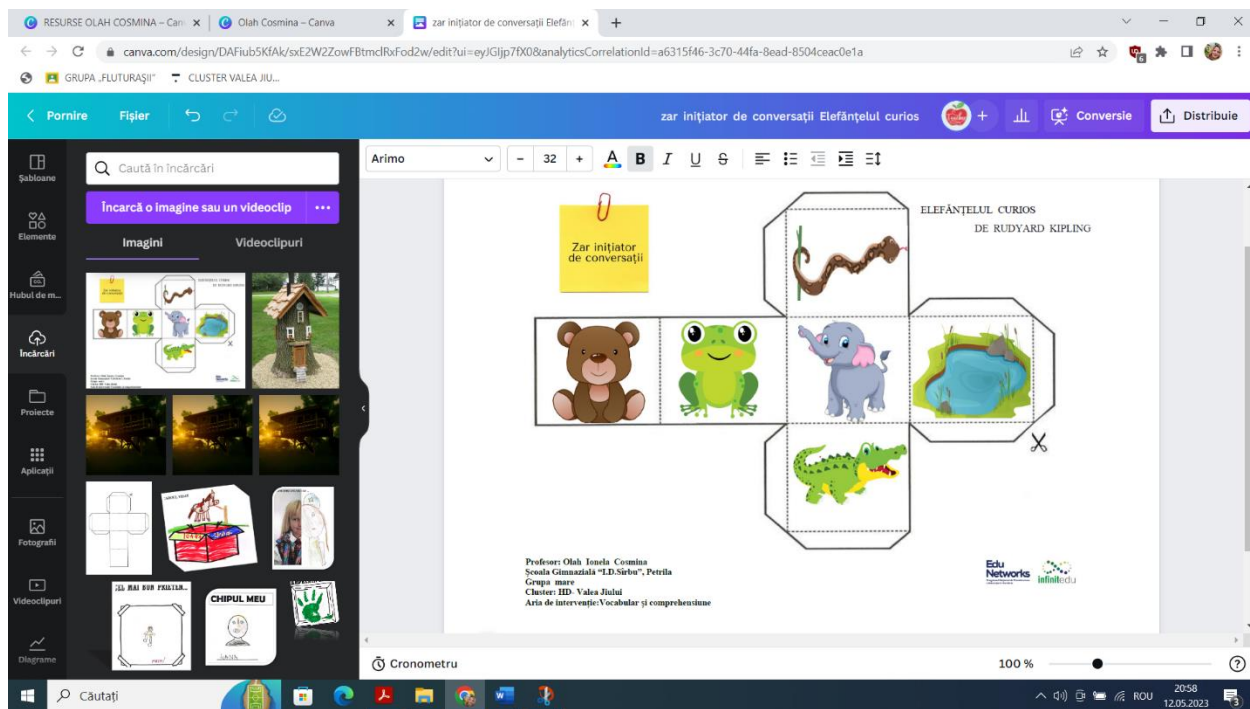 RESURSE OLAH COSMINA – Can
Olah Cosmina – Canva
zar inițiator de conversații Elefăn
canva.com/design/DAFiub5KfAk/sxE2W2ZowFBtmclRxFod2w/edit?ui=eyJGIjp7fX0&analyticsCorrelationId=a6315f46-3c70-44fa-8ead-8504ceac0e1a
6
GRUPA „FLUTURAȘII”
CLUSTER VALEA JIU...
Pornire
Fișier
zar inițiator de conversații Elefănțelul curios
Conversie
Distribuie
Șabloane
Elemente
Hubul de m...
Încărcări
Proiecte
Aplicații
Fotografii
Videoclipuri
Diagrame
Caută în încărcări
Încarcă o imagine sau un videoclip
Imagini
Videoclipuri
CHIPUL MEU
Arimo
- 32 +
A B I U S
Zar inițiator
de conversații
ELEFĂNȚELUL CURIOS
DE RUDYARD KIPLING
Profesor: Olah Ionela Cosmina
Școala Gimnazială “I.D.Sîrbu”, Petrila
Grupa mare
Cluster: HD- Valea Jiului
Aria de intervenție:Vocabular și comprehensiune
Edu
Networks
infinitedu
Cronometru
100 %
Căutați
ROU
20:58
12.05.2023
3